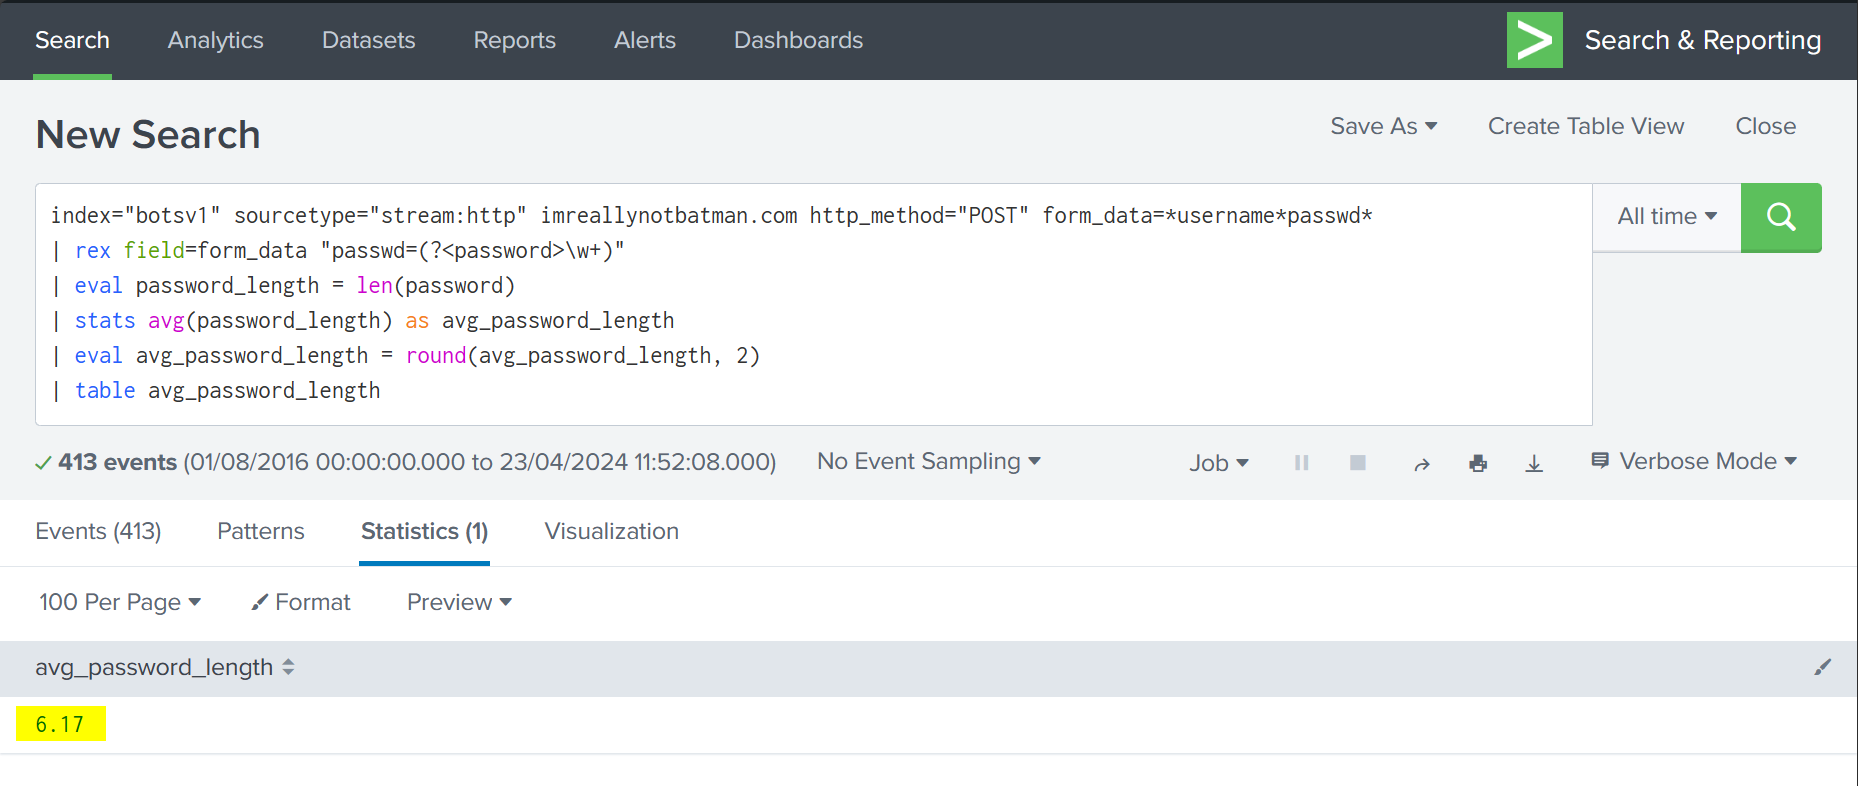 Search Analytics Datasets Reports Alerts Dashboards Search & Reporting
New Search
Save As Create Table View Close
index="botsv1" sourcetype="stream:http" imreallynotbatman.com http_method="POST" form_data=*username*passwd*
| rex field=form_data "passwd=(?<password>\w+)"
| eval password_length = len(password)
| stats avg(password_length) as avg_password_length
| eval avg_password_length = round(avg_password_length, 2)
| table avg_password_length
All time
413 events (01/08/2016 00:00:00.000 to 23/04/2024 11:52:08.000) No Event Sampling Job Verbose Mode
Events (413) Patterns Statistics (1) Visualization
100 Per Page Format Preview
avg_password_length
6.17